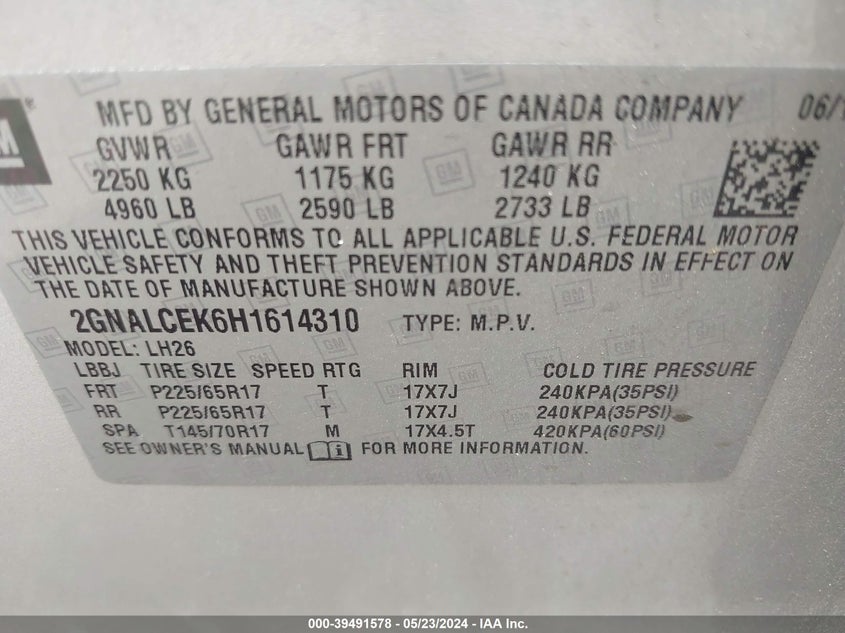 MFD BY GENERAL MOTORS OF CANADA COMPANY 06/1
GVWR GAWR FRT GAWR RR
2250 KG 1175 KG 1240 KG
4960 LB 2590 LB 2733 LB
THIS VEHICLE CONFORMS TO ALL APPLICABLE U.S. FEDERAL MOTOR
VEHICLE SAFETY AND THEFT PREVENTION STANDARDS IN EFFECT ON
THE DATE OF MANUFACTURE SHOWN ABOVE.
2GNALCEK6H1614310 TYPE: M.P.V.
MODEL: LH26
LBBJ TIRE SIZE SPEED RTG RIM COLD TIRE PRESSURE
FRT P225/65R17 T 17X7J 240KPA(35PSI)
RR P225/65R17 T 17X7J 240KPA(35PSI)
SPA T145/70R17 M 17X4.5T 420KPA(60PSI)
SEE OWNER'S MANUAL i FOR MORE INFORMATION.
000-39491578 - 05/23/2024 - IAA Inc.